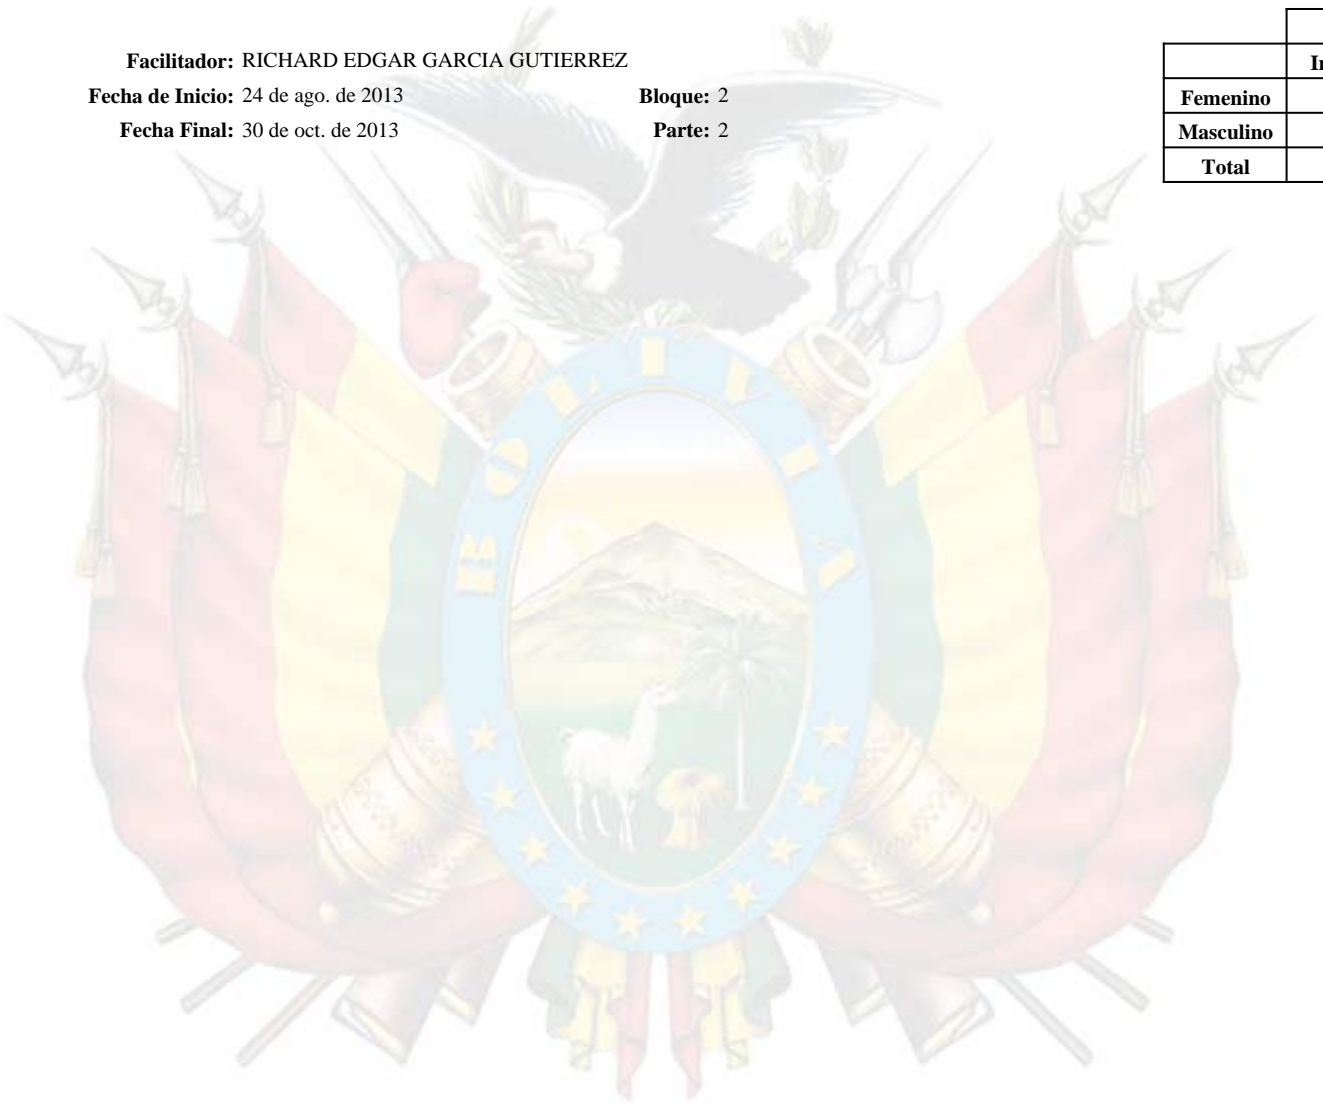 Facilitador: RICHARD EDGAR GARCIA GUTIERREZ
Fecha de Inicio: 24 de ago. de 2013 Bloque: 2
Fecha Final: 30 de oct. de 2013 Parte: 2
Femenino
Masculino
Total
BOLIVIA